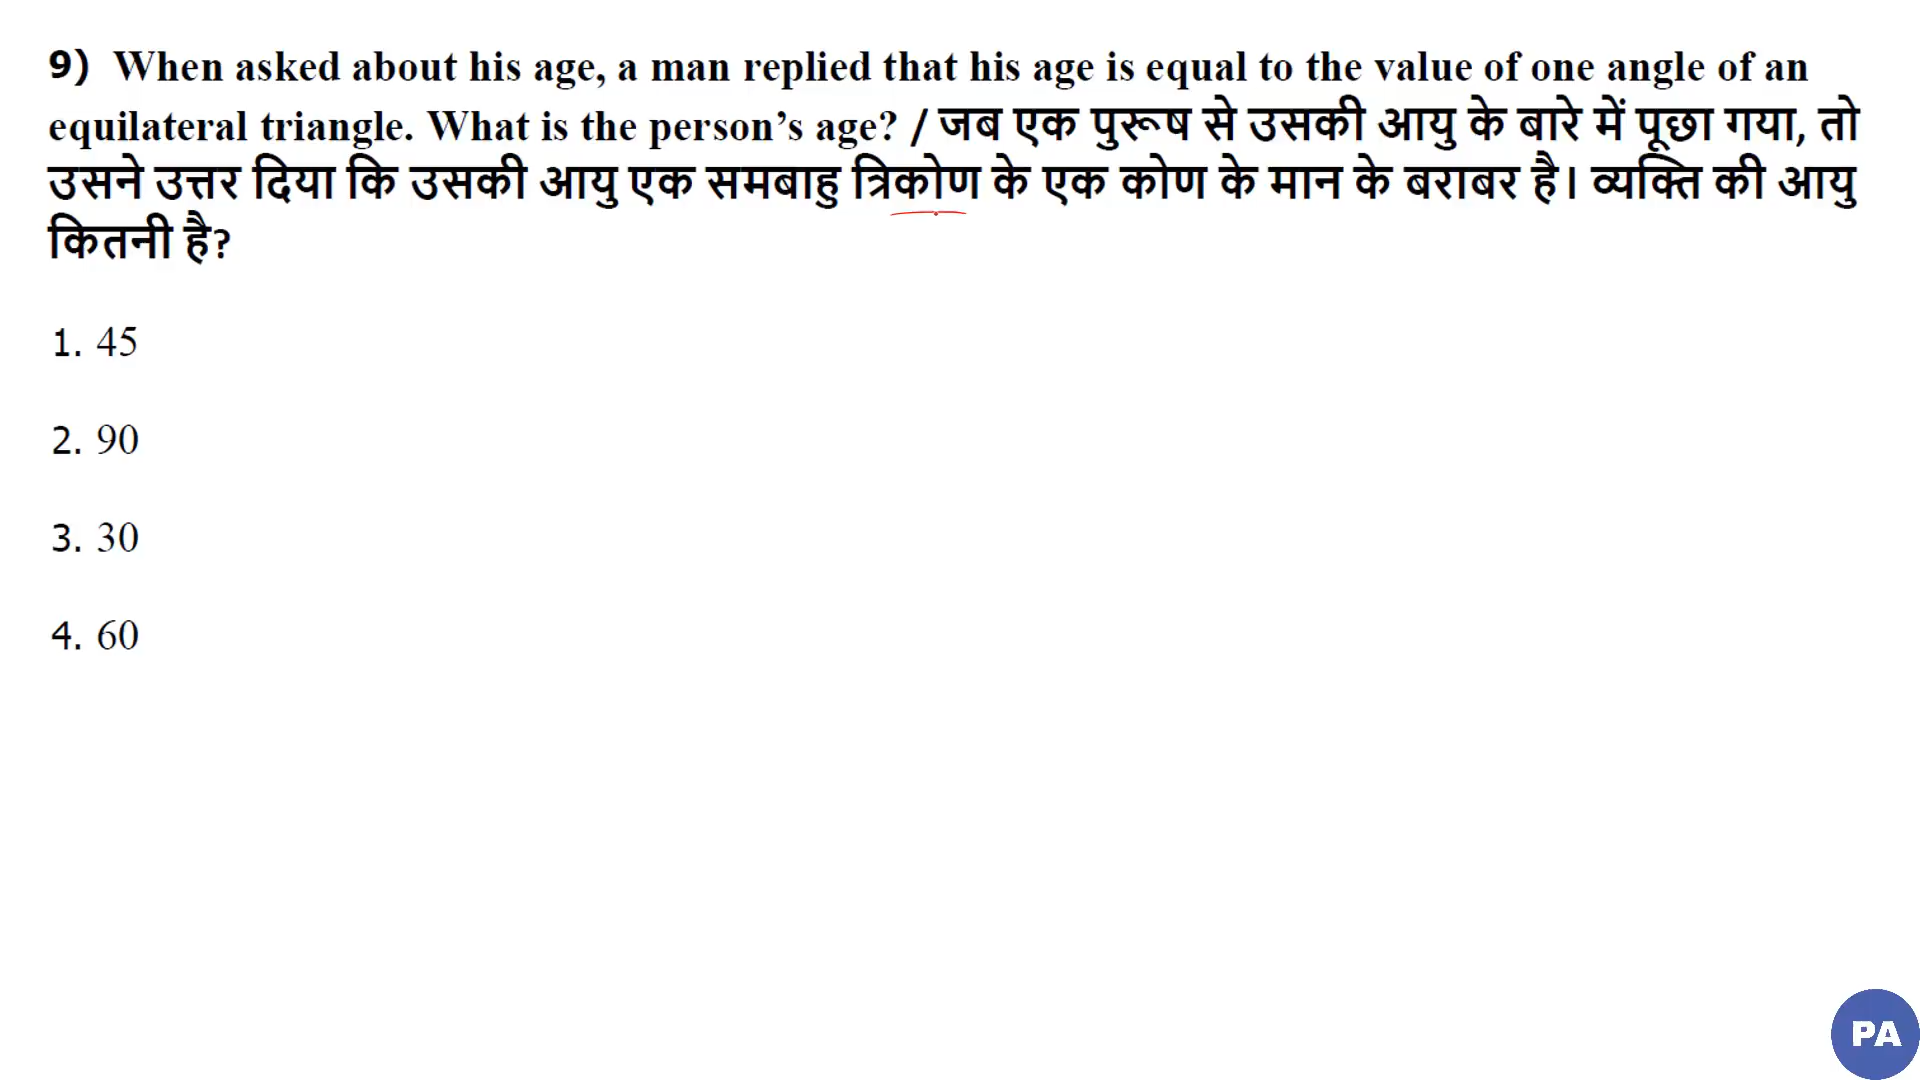 9) When asked about his age, a man replied that his age is equal to the value of one angle of an
equilateral triangle. What is the person’s age? / जब एक पुरूष से उसकी आयु के बारे में पूछा गया, तो
उसने उत्तर दिया कि उसकी आयु एक समबाहु त्रिकोण के एक कोण के मान के बराबर है। व्यक्ति की आयु
कितनी है?
1. 45
2. 90
3. 30
4. 60
PA